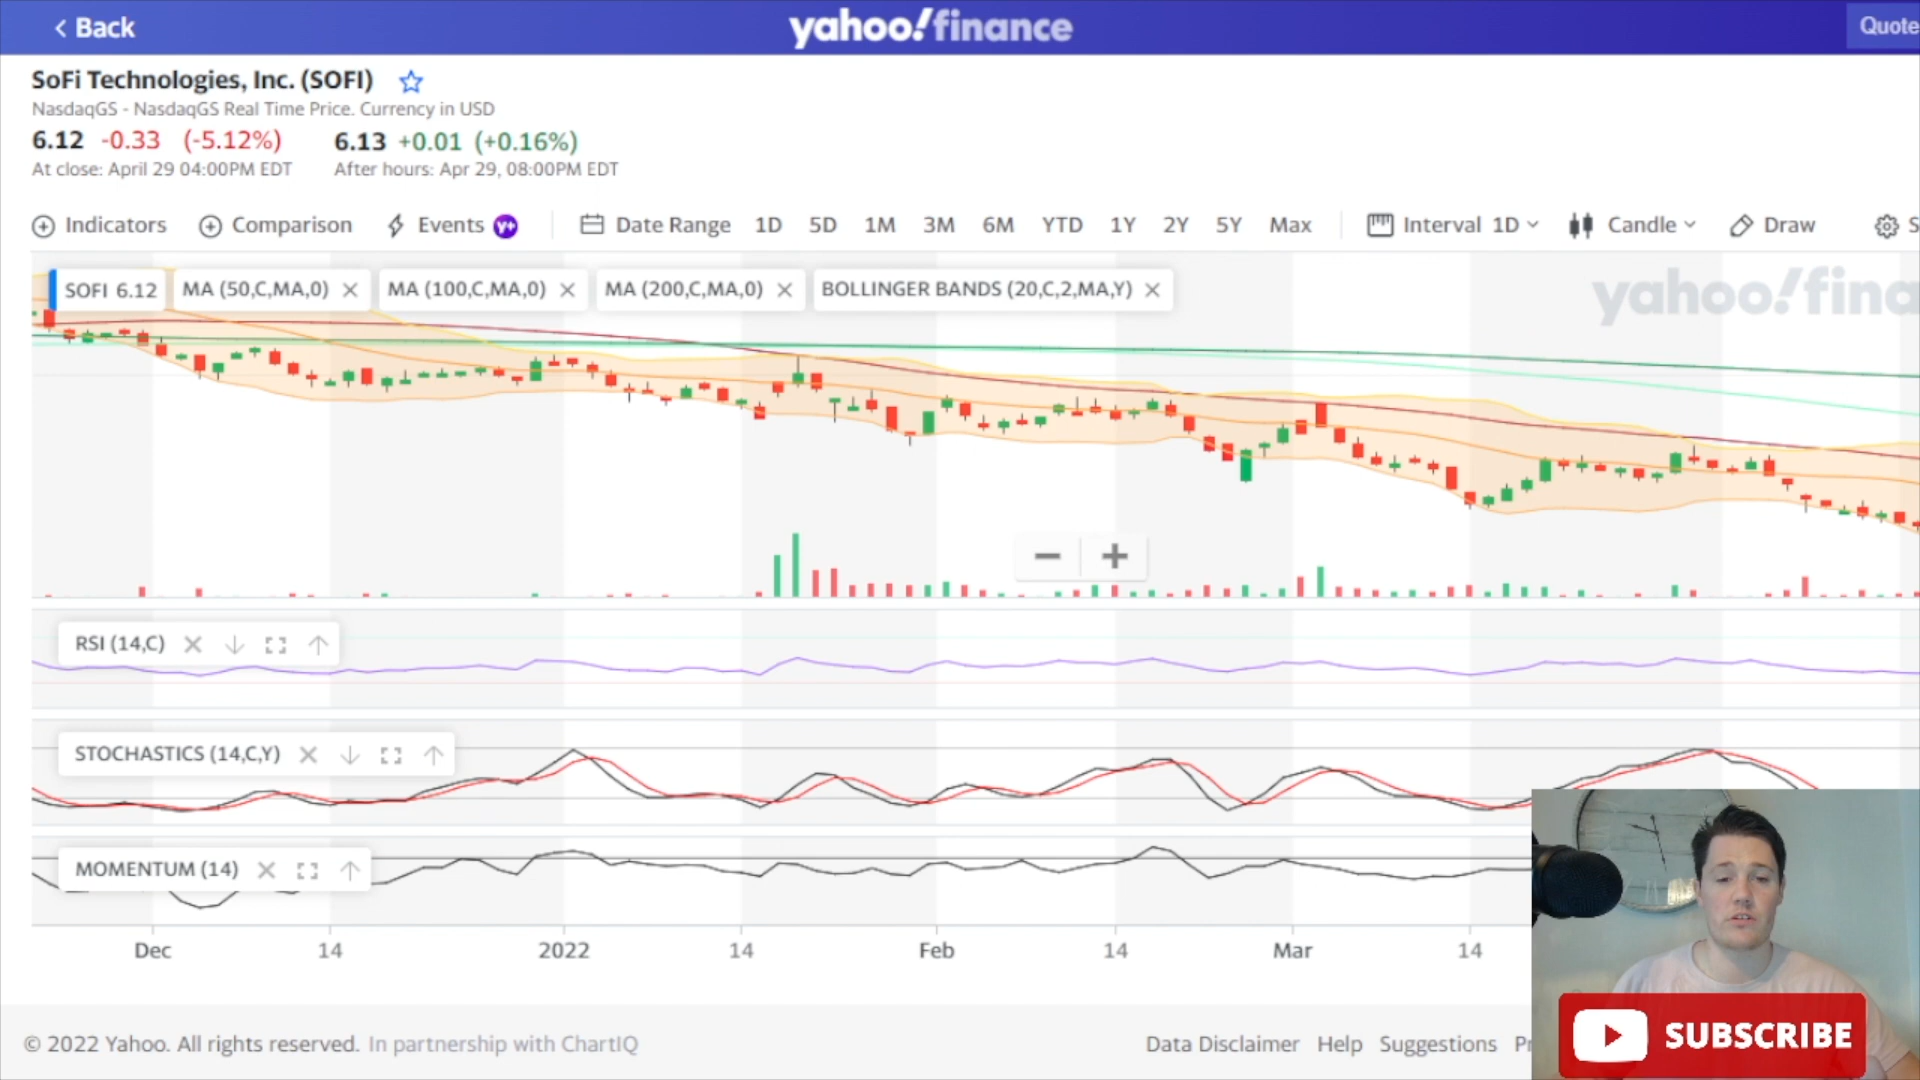 Back
yahoo!finance
Quote
SoFi Technologies, Inc. (SOFI)
NasdaqGS - NasdaqGS Real Time Price. Currency in USD
6.12 -0.33 (-5.12%) 6.13 +0.01 (+0.16%)
At close: April 29 04:00PM EDT After hours: Apr 29, 08:00PM EDT
Indicators Comparison Events y+ Date Range 1D 5D 1M 3M 6M YTD 1Y 2Y 5Y Max Interval 1D Candle Draw S
SOFI 6.12 MA (50,C,MA,0) MA (100,C,MA,0) MA (200,C,MA,0) BOLLINGER BANDS (20,C,2,MA,Y)
yahoo!fina
RSI (14,C)
STOCHASTICS (14,C,Y)
MOMENTUM (14)
Dec 14 2022 14 Feb 14 Mar 14
© 2022 Yahoo. All rights reserved. In partnership with ChartIQ
Data Disclaimer Help Suggestions Pr
SUBSCRIBE